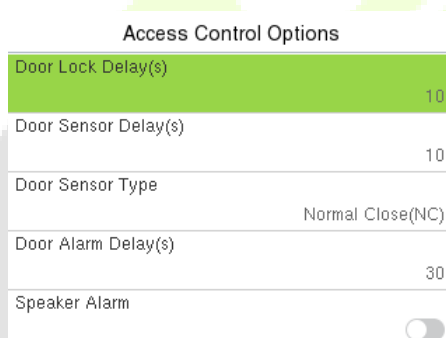 Access Control Options
Door Lock Delay(s)
10
Door Sensor Delay(s)
10
Door Sensor Type
Normal Close(NC)
Door Alarm Delay(s)
30
Speaker Alarm